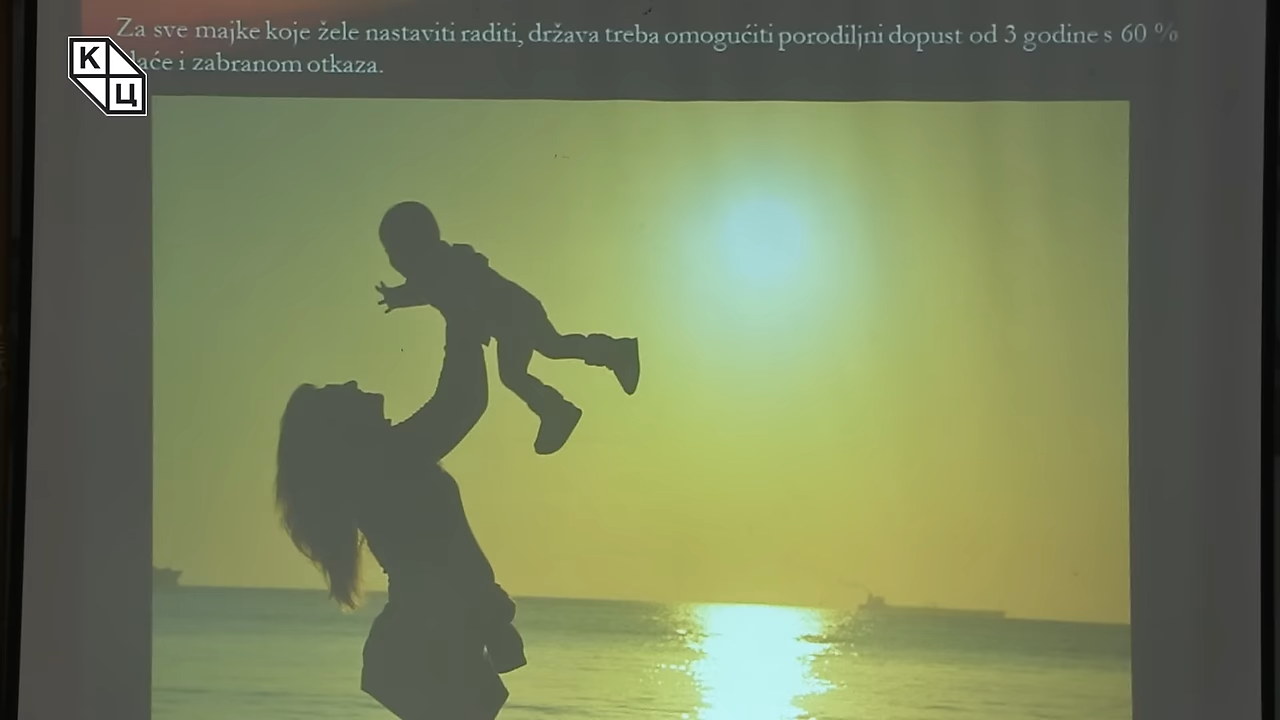 Za sve majke koje žele nastaviti raditi, država treba omogućiti porodiljni dopust od 3 godine s 60 %
i zabranom otkaza.
К
Ц